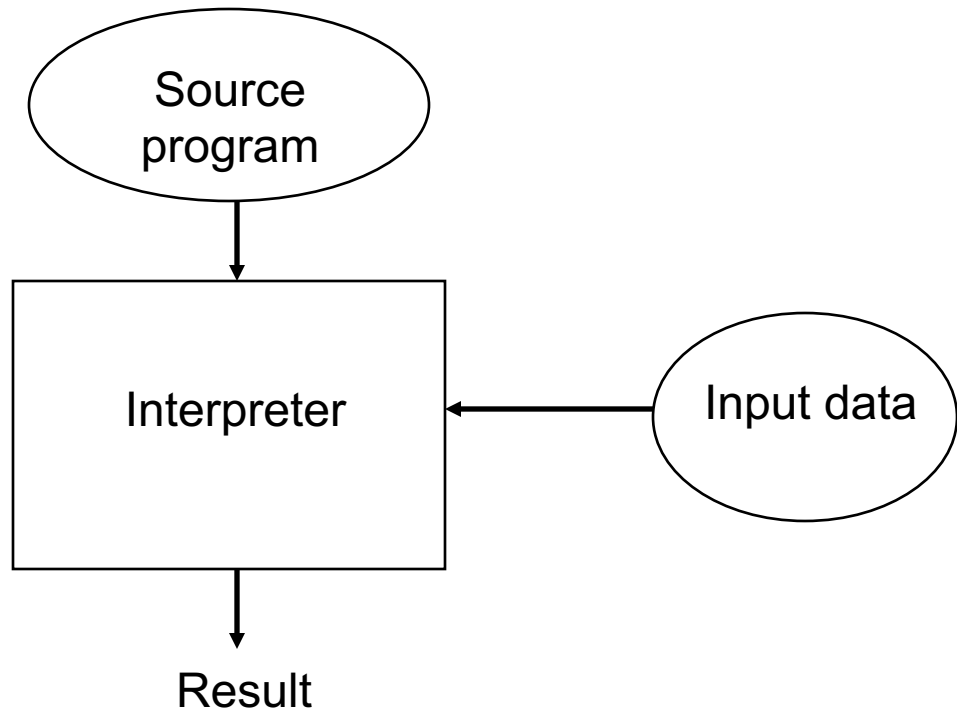 Source
program
Interpreter
Input data
Result